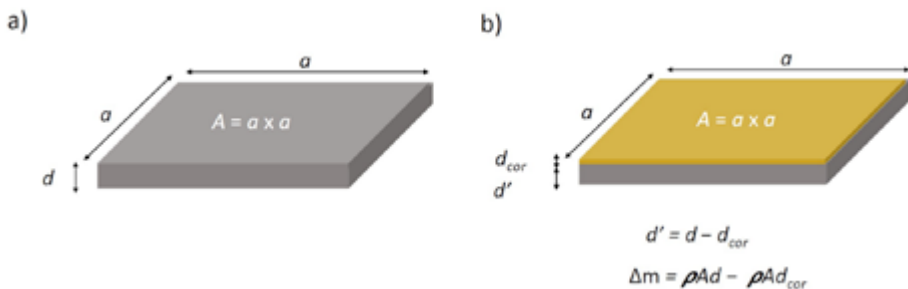 a)
a
a
A = a x a
d
b)
a
a
A = a x a
d_cor
d'
d' = d – d_cor
Δm = ρAd – ρAd_cor